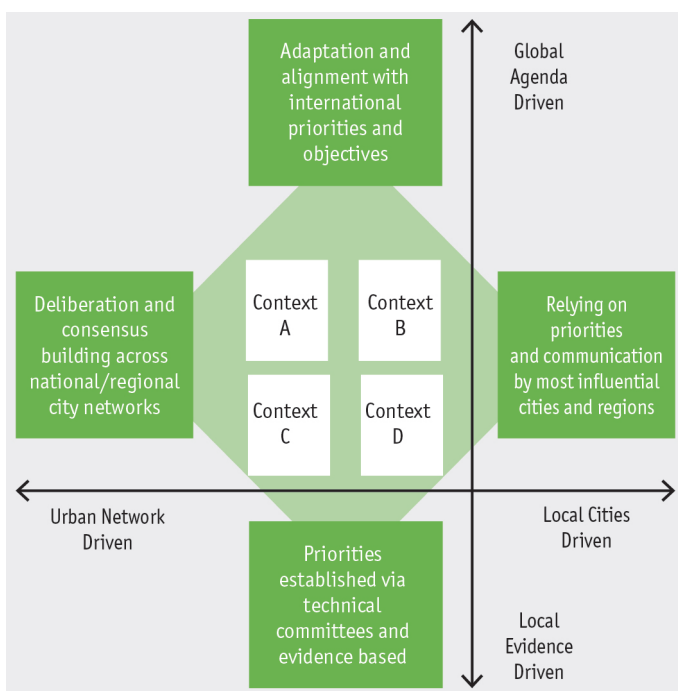 Adaptation and
alignment with
international
priorities and
objectives
Global
Agenda
Driven
Deliberation and
consensus
building across
national/regional
city networks
Context
A
Context
B
Context
C
Context
D
Relying on
priorities
and communication
by most influential
cities and regions
Urban Network
Driven
Local Cities
Driven
Priorities
established via
technical
committees and
evidence based
Local
Evidence
Driven